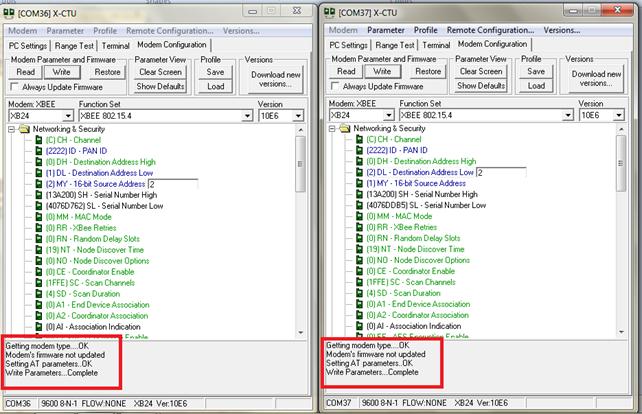 [COM36] X-CTU
Modem Parameter Profile Remote Configuration... Versions...
PC Settings Range Test Terminal Modem Configuration
Modem Parameter and Firmware Parameter View Profile Versions
Read Write Restore Clear Screen Save Download new versions...
Always Update Firmware Show Defaults Load
Modem: XBEE Function Set Version
XB24 XBEE 802.15.4 10E6
Networking & Security
(C) CH - Channel
(2222) ID - PAN ID
(0) DH - Destination Address High
(1) DL - Destination Address Low
(2) MY - 16-bit Source Address 2
(13A200) SH - Serial Number High
(4076D762) SL - Serial Number Low
(0) MM - MAC Mode
(0) RR - XBee Retries
(0) RN - Random Delay Slots
(19) NT - Node Discover Time
(0) NO - Node Discover Options
(0) CE - Coordinator Enable
(1FFE) SC - Scan Channels
(4) SD - Scan Duration
(0) A1 - End Device Association
(0) A2 - Coordinator Association
(0) AI - Association Indication
Getting modem type....OK
Modem's firmware not updated
Setting AT parameters..OK
Write Parameters...Complete
COM36 9600 8-N-1 FLOW:NONE XB24 Ver:10E6
[COM37] X-CTU
Modem Parameter Profile Remote Configuration... Versions...
PC Settings Range Test Terminal Modem Configuration
Modem Parameter and Firmware Parameter View Profile Versions
Read Write Restore Clear Screen Save Download new versions...
Always Update Firmware Show Defaults Load
Modem: XBEE Function Set Version
XB24 XBEE 802.15.4 10E6
Networking & Security
(C) CH - Channel
(2222) ID - PAN ID
(0) DH - Destination Address High
(2) DL - Destination Address Low 2
(1) MY - 16-bit Source Address
(13A200) SH - Serial Number High
(4076DDB5) SL - Serial Number Low
(0) MM - MAC Mode
(0) RR - XBee Retries
(0) RN - Random Delay Slots
(19) NT - Node Discover Time
(0) NO - Node Discover Options
(0) CE - Coordinator Enable
(1FFE) SC - Scan Channels
(4) SD - Scan Duration
(0) A1 - End Device Association
(0) A2 - Coordinator Association
(0) AI - Association Indication
Getting modem type....OK
Modem's firmware not updated
Setting AT parameters..OK
Write Parameters...Complete
COM37 9600 8-N-1 FLOW:NONE XB24 Ver:10E6